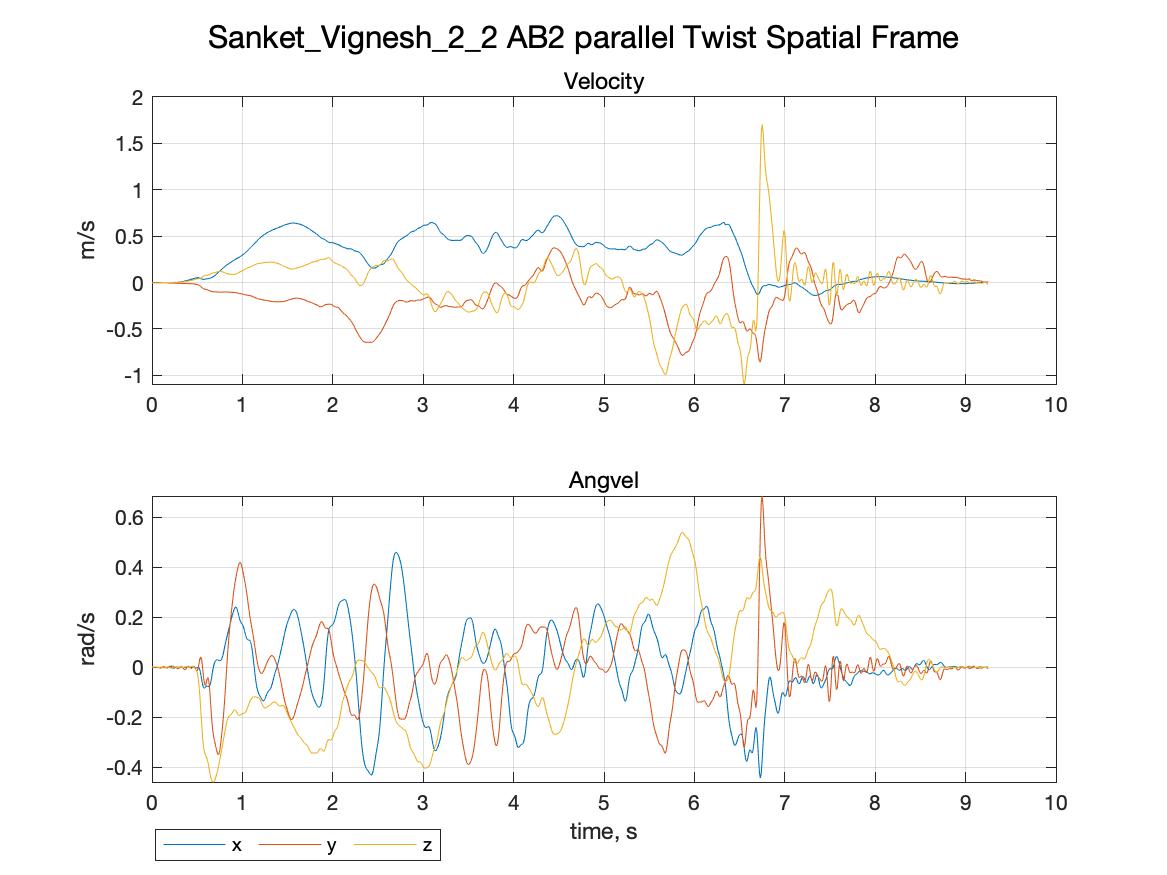 Sanket_Vignesh_2_2 AB2 parallel Twist Spatial Frame
Velocity
2
1.5
1
0.5
0
-0.5
-1
m/s
0 1 2 3 4 5 6 7 8 9 10
Angvel
0.6
0.4
0.2
0
-0.2
-0.4
rad/s
0 1 2 3 4 5 6 7 8 9 10
time, s
x y z